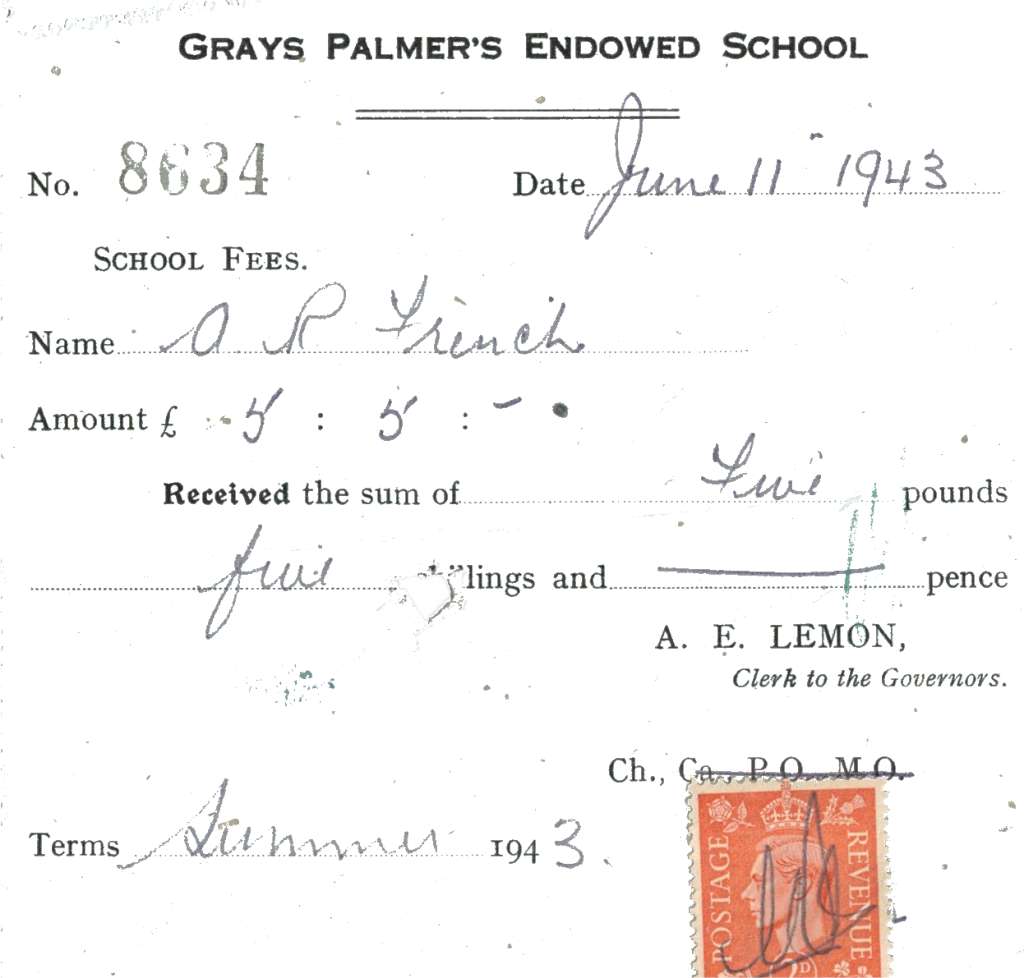 GRAYS PALMER'S ENDOWED SCHOOL
No. 8634 Date June 11 1943
SCHOOL FEES.
Name A R French
Amount £ 5 : 5 : -
Received the sum of Five pounds
five shillings and — pence
A. E. LEMON,
Clerk to the Governors.
Ch., Ca., P.O. M.O.
Terms Summer 1943.
POSTAGE REVENUE